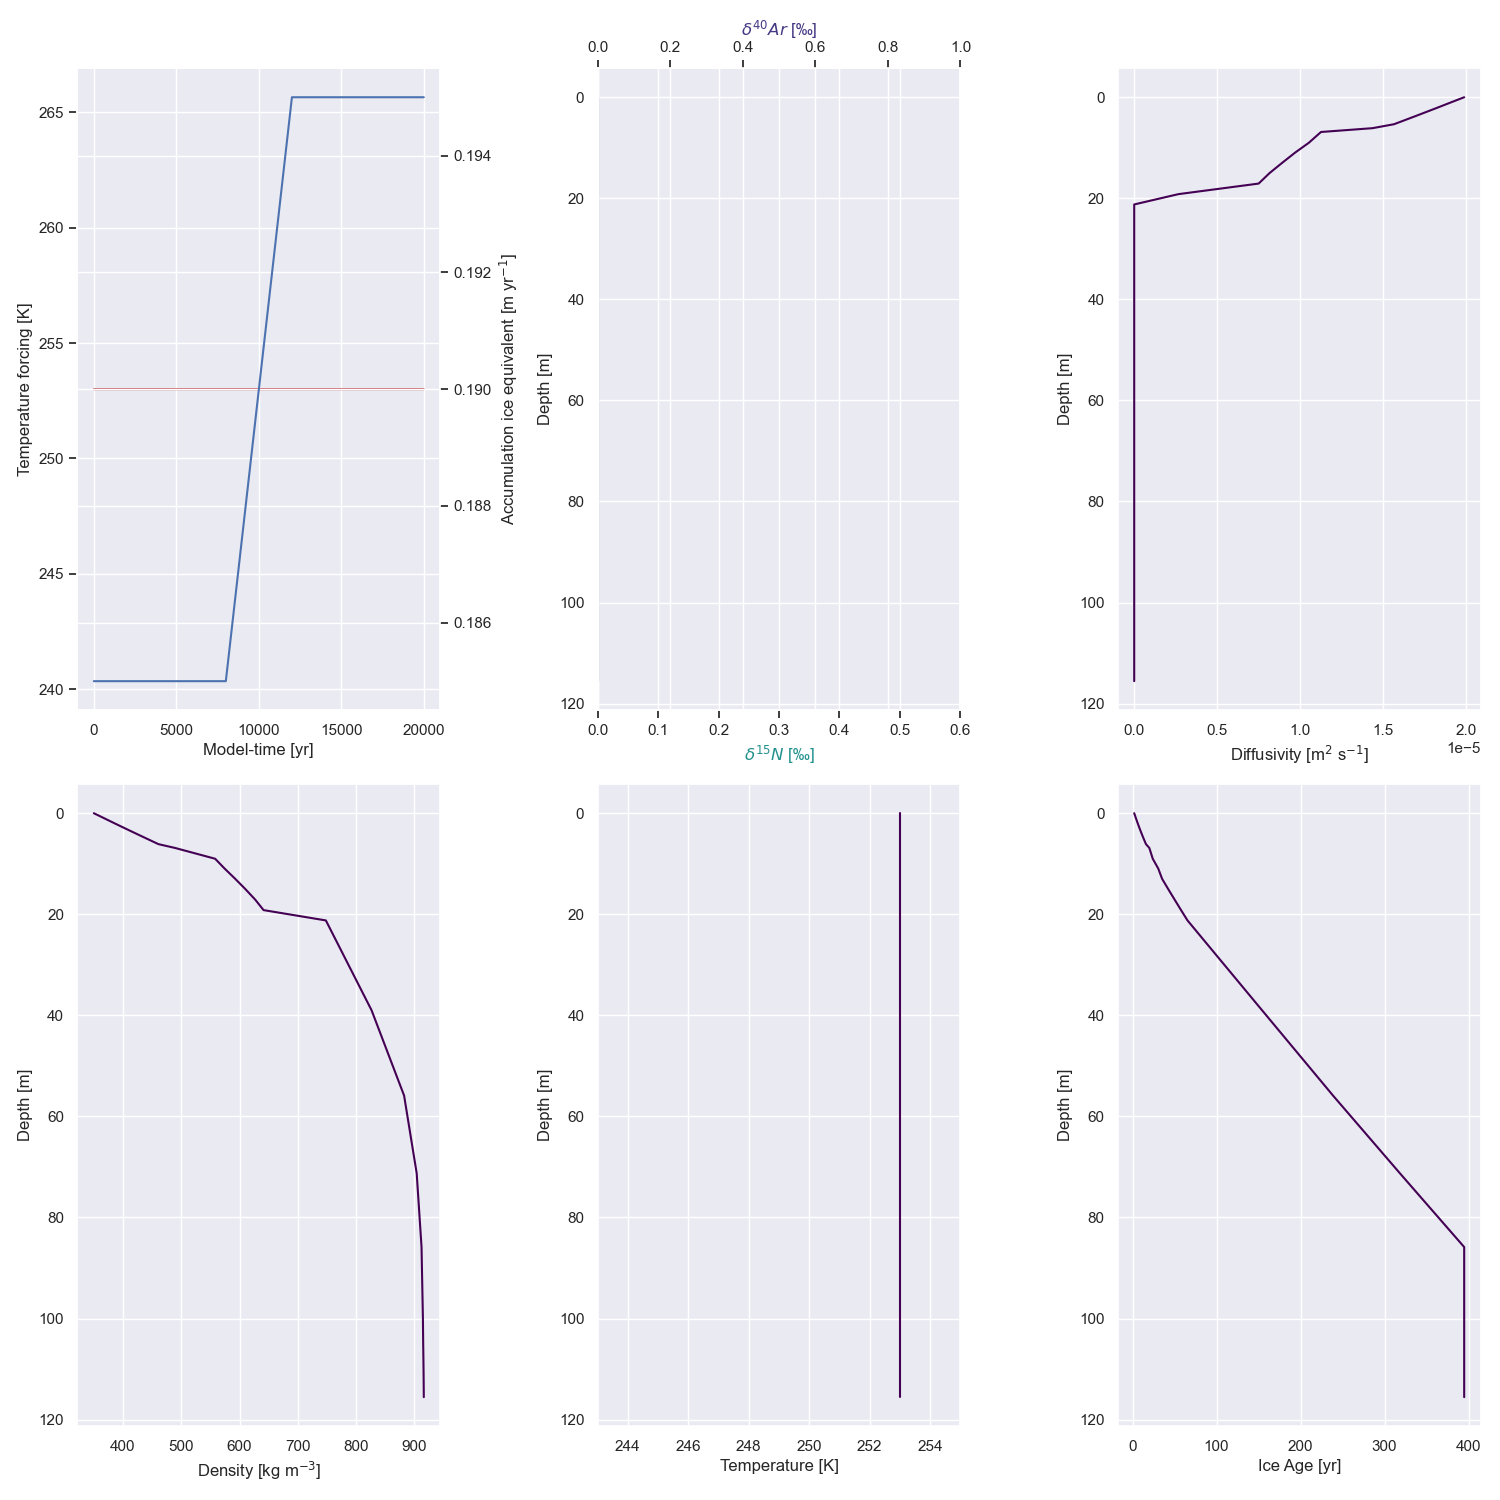 265
260
255
250
245
240
Temperature forcing [K]
0 5000 10000 15000 20000
Model-time [yr]
0.194
0.192
0.190
0.188
0.186
Accumulation ice equivalent [m yr⁻¹]
δ⁴⁰Ar [‰]
0.0 0.2 0.4 0.6 0.8 1.0
0
20
40
60
80
100
120
Depth [m]
0.0 0.1 0.2 0.3 0.4 0.5 0.6
δ¹⁵N [‰]
0
20
40
60
80
100
120
Depth [m]
0.0 0.5 1.0 1.5 2.0
1e−5
Diffusivity [m² s⁻¹]
0
20
40
60
80
100
120
Depth [m]
400 500 600 700 800 900
Density [kg m⁻³]
0
20
40
60
80
100
120
Depth [m]
244 246 248 250 252 254
Temperature [K]
0
20
40
60
80
100
120
Depth [m]
0 100 200 300 400
Ice Age [yr]